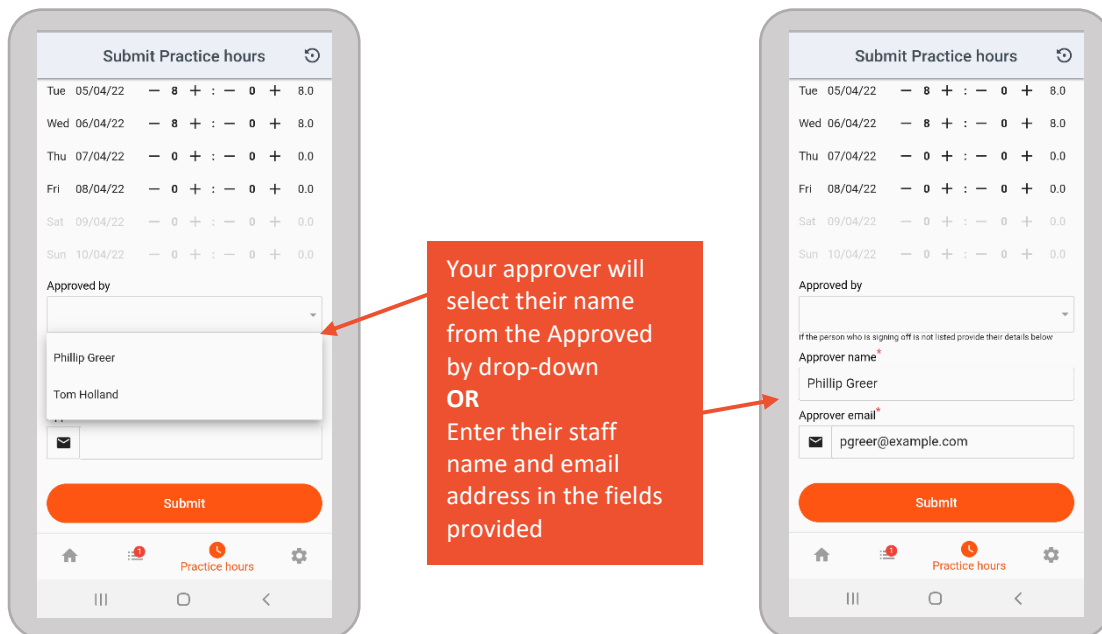 Submit Practice hours
Tue 05/04/22 — 8 + : — 0 + 8.0
Wed 06/04/22 — 8 + : — 0 + 8.0
Thu 07/04/22 — 0 + : — 0 + 0.0
Fri 08/04/22 — 0 + : — 0 + 0.0
Sat 09/04/22 — 0 + : — 0 + 0.0
Sun 10/04/22 — 0 + : — 0 + 0.0
Approved by
Phillip Greer
Tom Holland
Submit
1
Practice hours
Your approver will
select their name
from the Approved
by drop-down
OR
Enter their staff
name and email
address in the fields
provided
Submit Practice hours
Tue 05/04/22 — 8 + : — 0 + 8.0
Wed 06/04/22 — 8 + : — 0 + 8.0
Thu 07/04/22 — 0 + : — 0 + 0.0
Fri 08/04/22 — 0 + : — 0 + 0.0
Sat 09/04/22 — 0 + : — 0 + 0.0
Sun 10/04/22 — 0 + : — 0 + 0.0
Approved by
If the person who is signing off is not listed provide their details below
Approver name*
Phillip Greer
Approver email*
pgreer@example.com
Submit
1
Practice hours